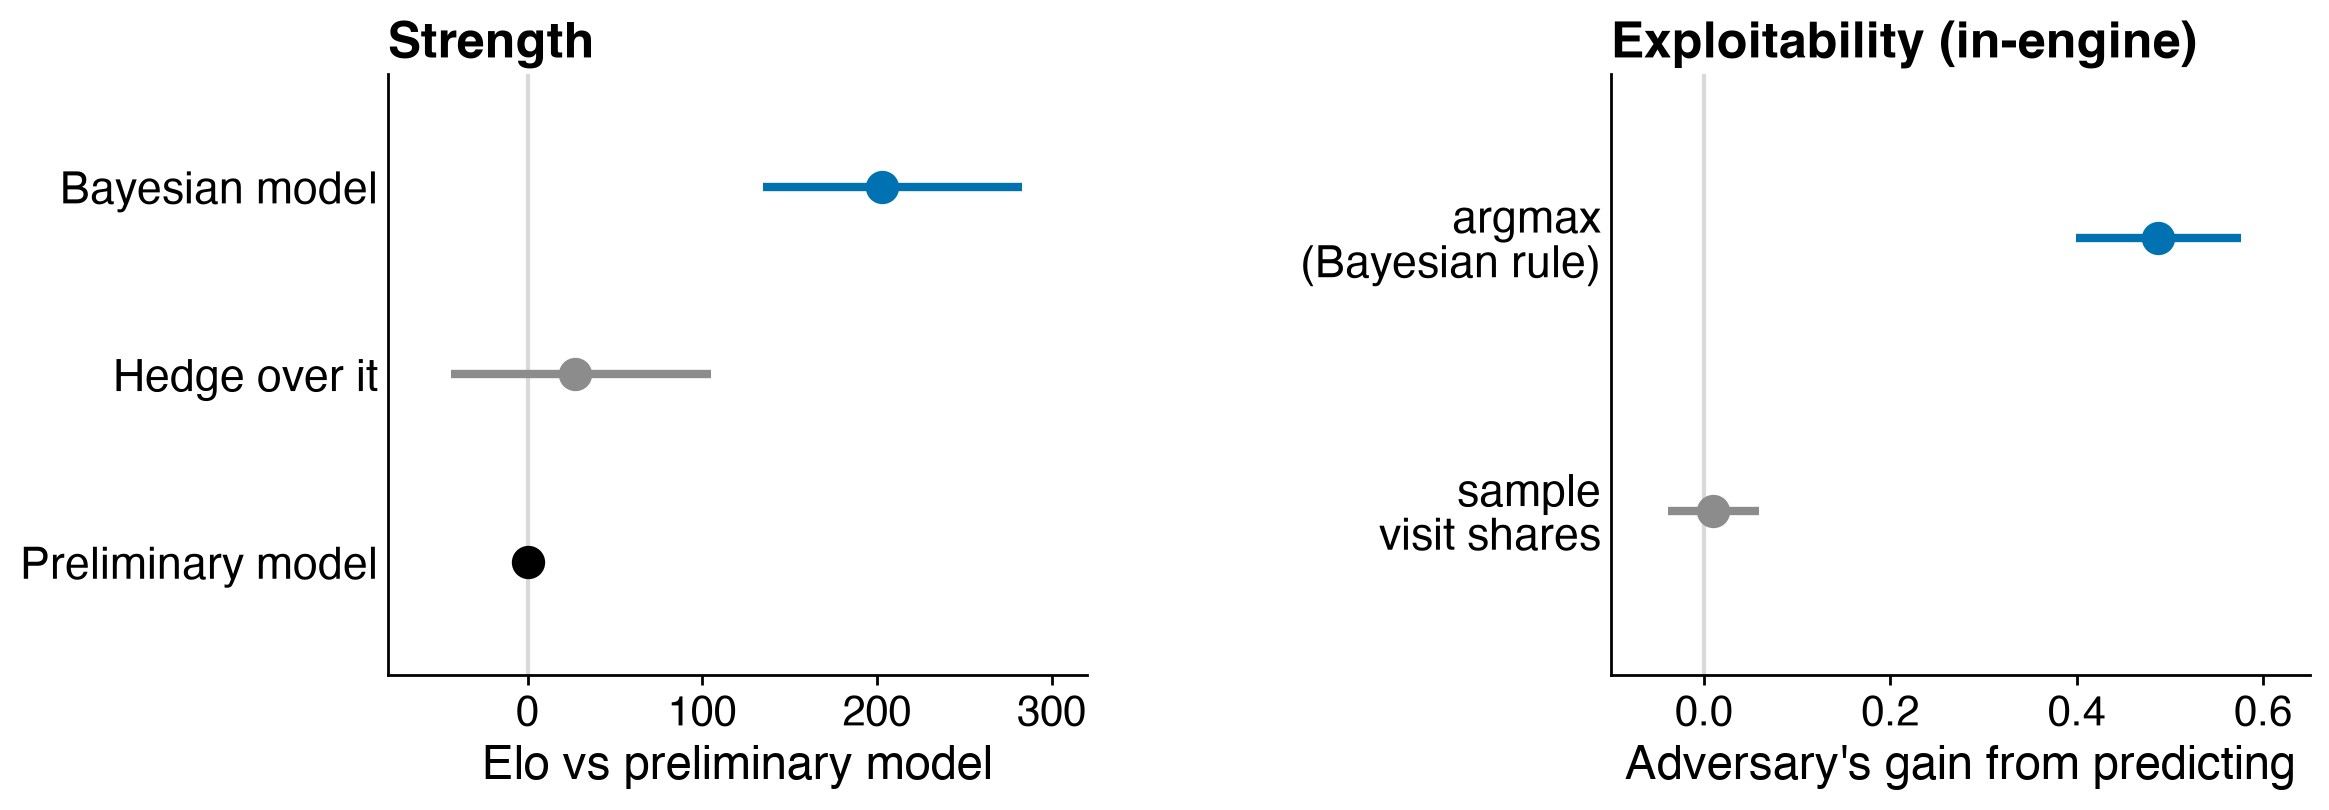 Strength
Bayesian model
Hedge over it
Preliminary model
0 100 200 300
Elo vs preliminary model
Exploitability (in-engine)
argmax
(Bayesian rule)
sample
visit shares
0.0 0.2 0.4 0.6
Adversary's gain from predicting